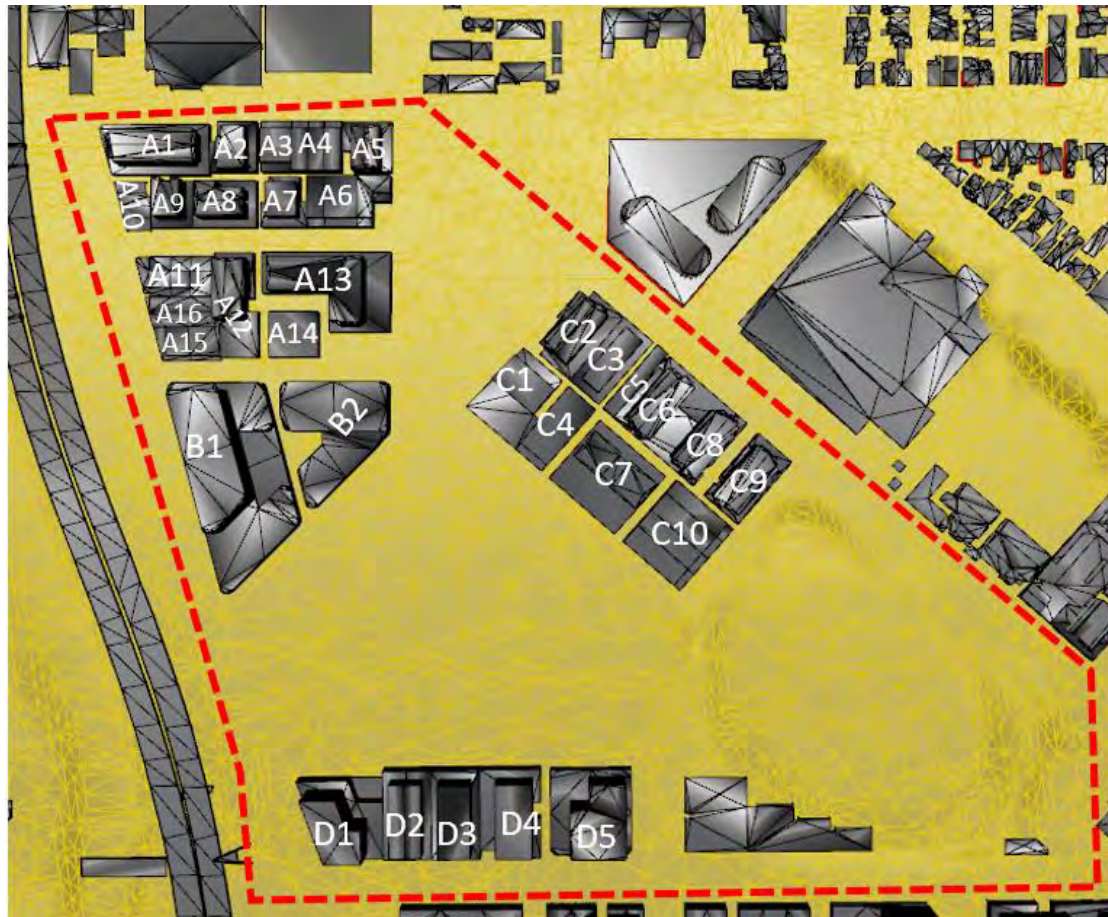 A1 A2 A3 A4 A5
A10 A9 A8 A7 A6
A11 A12 A13
A16
A15 A14
B1 B2
C2
C3
C1 C5 C6
C4 C8
C7 C9
C10
D1 D2 D3 D4 D5